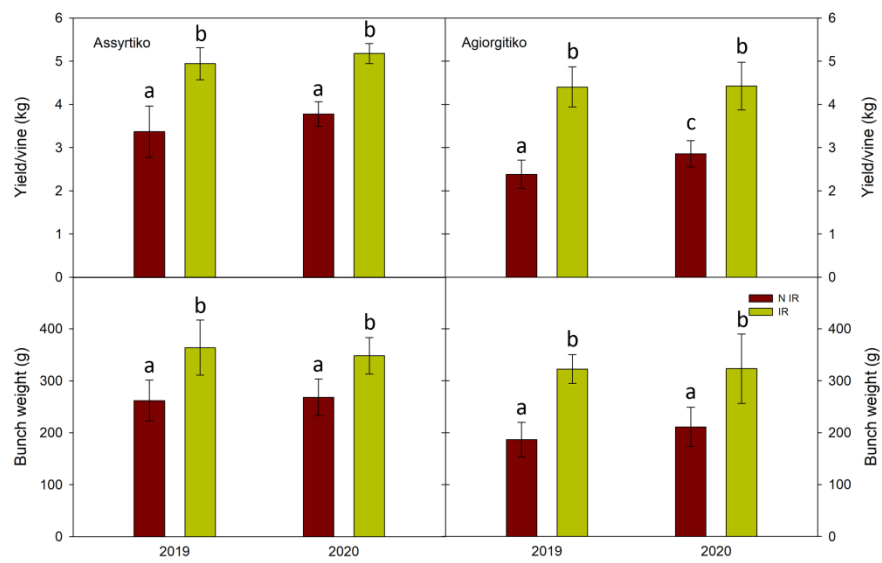 6
5
4
3
2
1
0
Yield/vine (kg)
Assyrtiko
a
b
a
b
Agiorgitiko
a
b
c
b
6
5
4
3
2
1
0
Yield/vine (kg)
400
300
200
100
0
Bunch weight (g)
a
b
a
b
2019
2020
N IR
IR
a
b
a
b
2019
2020
400
300
200
100
0
Bunch weight (g)